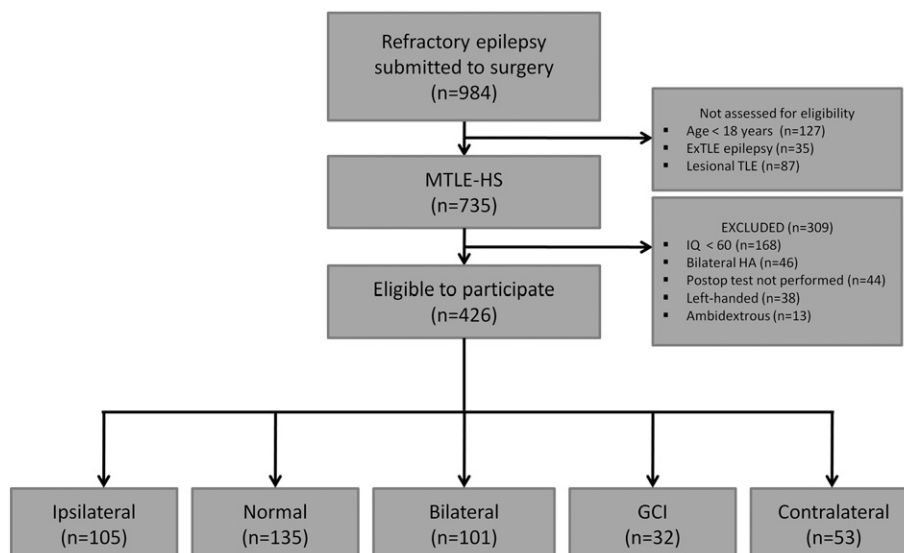 Refractory epilepsy
submitted to surgery
(n=984)
Not assessed for eligibility
▪ Age < 18 years (n=127)
▪ ExTLE epilepsy (n=35)
▪ Lesional TLE (n=87)
MTLE-HS
(n=735)
EXCLUDED (n=309)
▪ IQ < 60 (n=168)
▪ Bilateral HA (n=46)
▪ Postop test not performed (n=44)
▪ Left-handed (n=38)
▪ Ambidextrous (n=13)
Eligible to participate
(n=426)
Ipsilateral
(n=105)
Normal
(n=135)
Bilateral
(n=101)
GCI
(n=32)
Contralateral
(n=53)